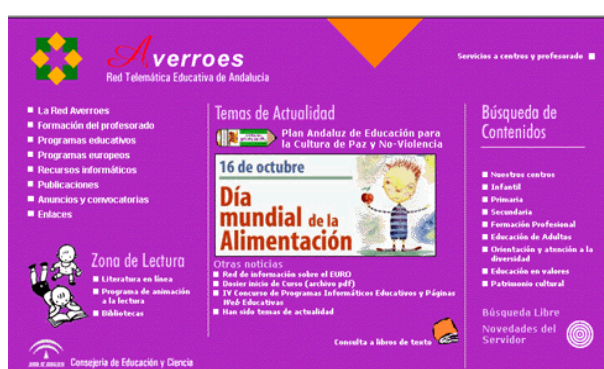 Averroes
Red Telemática Educativa de Andalucía
Servicios a centros y profesorado
La Red Averroes
Formación del profesorado
Programas educativos
Programas europeos
Recursos informáticos
Publicaciones
Anuncios y convocatorias
Enlaces
Zona de Lectura
Literatura en línea
Programa de animación
a la lectura
Bibliotecas
Consejería de Educación y Ciencia
Temas de Actualidad
Plan Andaluz de Educación para
la Cultura de Paz y No-Violencia
16 de octubre
Día
mundial de la
Alimentación
Otras noticias
Red de información sobre el EURO
Dosier inicio de Curso (archivo pdf)
IV Concurso de Programas Informáticos Educativos y Páginas
Web Educativas
Han sido temas de actualidad
Consulta a libros de texto
Búsqueda de
Contenidos
Nuestros centros
Infantil
Primaria
Secundaria
Formación Profesional
Educación de Adultos
Orientación y atención a la
diversidad
Educación en valores
Patrimonio cultural
Búsqueda Libre
Novedades del
Servidor